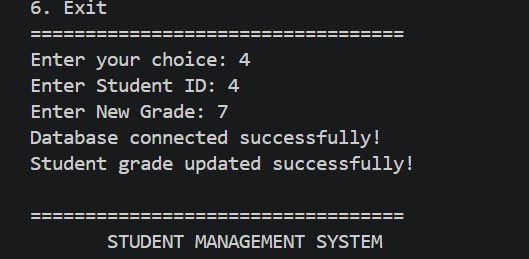 6. Exit
==================================
Enter your choice: 4
Enter Student ID: 4
Enter New Grade: 7
Database connected successfully!
Student grade updated successfully!
==================================
STUDENT MANAGEMENT SYSTEM